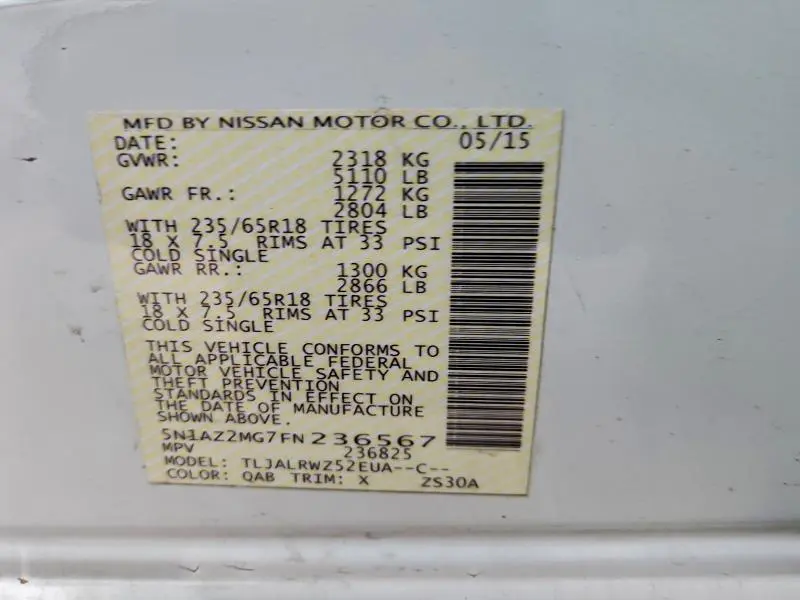 MFD BY NISSAN MOTOR CO., LTD.
DATE: 05/15
GVWR: 2318 KG
5110 LB
GAWR FR.: 1272 KG
2804 LB
WITH 235/65R18 TIRES
18 X 7.5 RIMS AT 33 PSI
COLD SINGLE
GAWR RR.: 1300 KG
2866 LB
WITH 235/65R18 TIRES
18 X 7.5 RIMS AT 33 PSI
COLD SINGLE
THIS VEHICLE CONFORMS TO
ALL APPLICABLE FEDERAL
MOTOR VEHICLE SAFETY AND
THEFT PREVENTION
STANDARDS IN EFFECT ON
THE DATE OF MANUFACTURE
SHOWN ABOVE.
5N1AZ2MG7FN236567
MPV 236825
MODEL: TLJALRWZ52EUA--C--
COLOR: QAB TRIM: X ZS30A